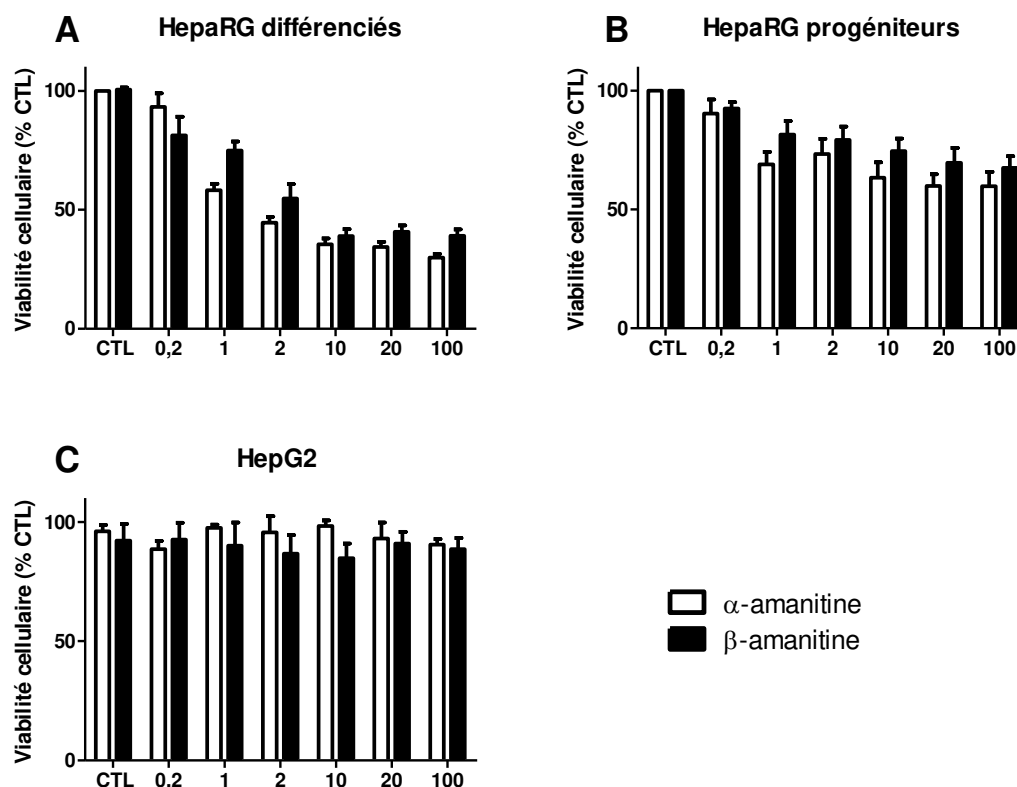 A HepaRG différenciés
Viabilité cellulaire (% CTL)
100
50
0
CTL 0,2 1 2 10 20 100
B HepaRG progéniteurs
Viabilité cellulaire (% CTL)
100
50
0
CTL 0,2 1 2 10 20 100
C HepG2
Viabilité cellulaire (% CTL)
100
50
0
CTL 0,2 1 2 10 20 100
α-amanitine
β-amanitine